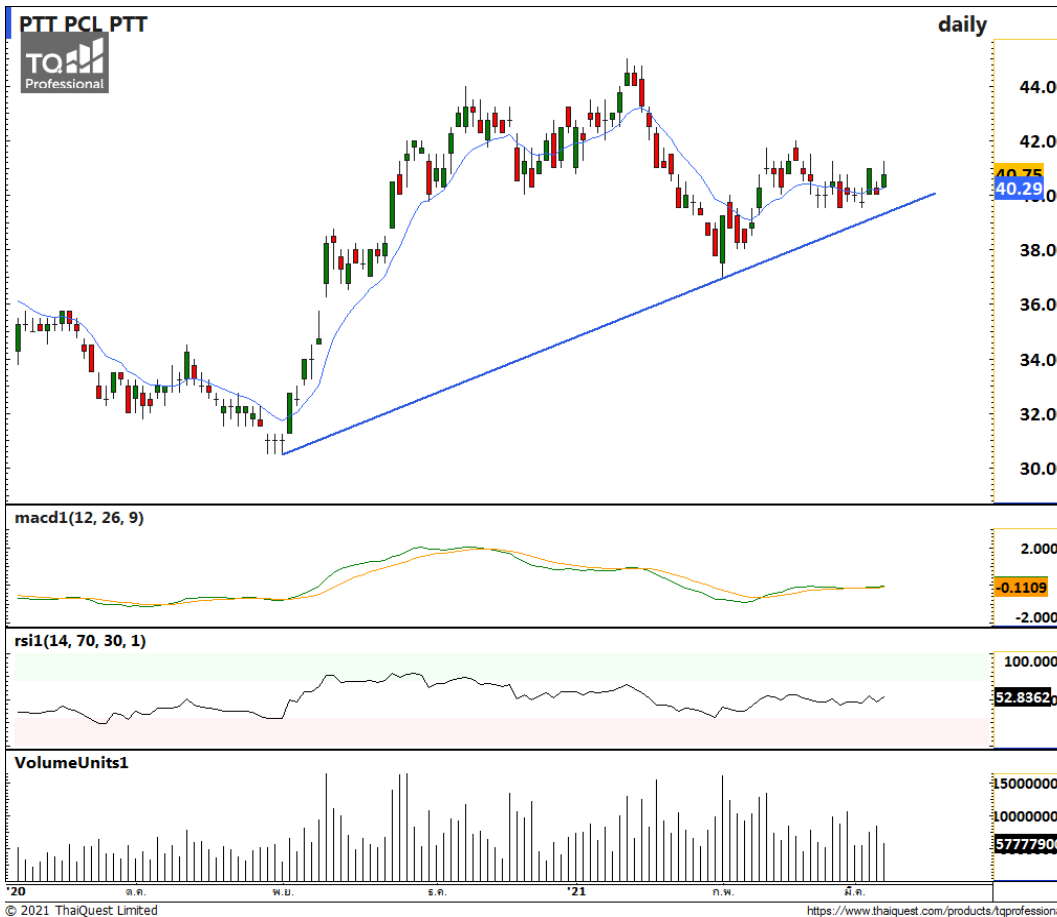 PTT PCL PTT
daily
TQ
Professional
44.0
42.0
40.75
40.29
38.0
36.0
34.0
32.0
30.0
macd1(12, 26, 9)
2.000
-0.1109
-2.000
rsi1(14, 70, 30, 1)
100.000
52.8362
VolumeUnits1
15000000
10000000
57777900
'20
ต.ค.
พ.ย.
ธ.ค.
'21
ก.พ.
มี.ค.
© 2021 ThaiQuest Limited
https://www.thaiquest.com/products/tqprofessiona